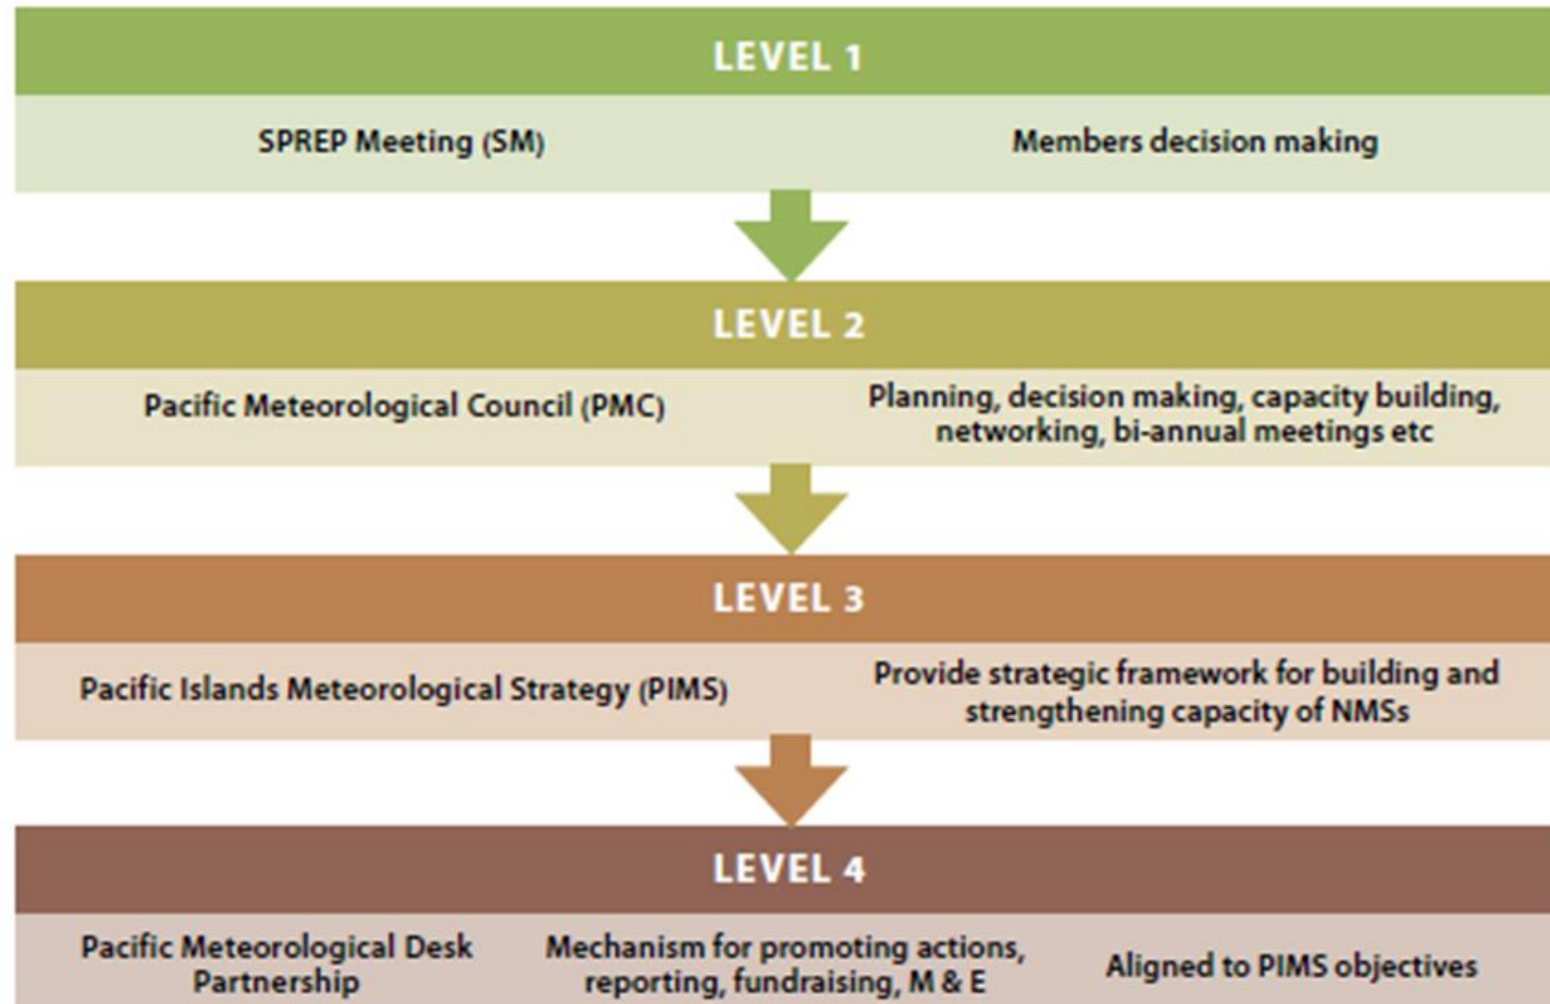 LEVEL 1
SPREP Meeting (SM)
Members decision making
LEVEL 2
Pacific Meteorological Council (PMC)
Planning, decision making, capacity building,
networking, bi-annual meetings etc
LEVEL 3
Pacific Islands Meteorological Strategy (PIMS)
Provide strategic framework for building and
strengthening capacity of NMSs
LEVEL 4
Pacific Meteorological Desk
Partnership
Mechanism for promoting actions,
reporting, fundraising, M & E
Aligned to PIMS objectives